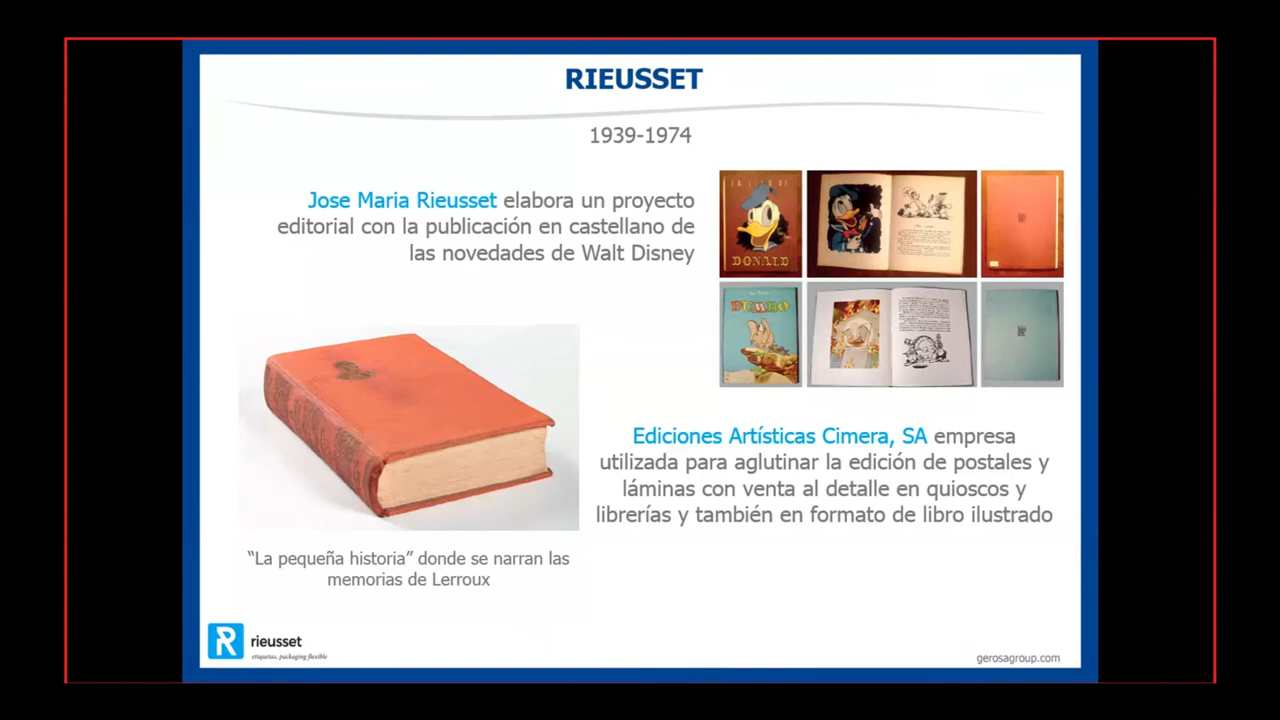 RIEUSSET
1939-1974
Jose Maria Rieusset elabora un proyecto
editorial con la publicación en castellano de
las novedades de Walt Disney
DONALD
Ediciones Artísticas Cimera, SA empresa
utilizada para aglutinar la edición de postales y
láminas con venta al detalle en quioscos y
librerías y también en formato de libro ilustrado
“La pequeña historia” donde se narran las
memorias de Lerroux
R
rieusset
etiquetas, packaging flexible
gerosagroup.com